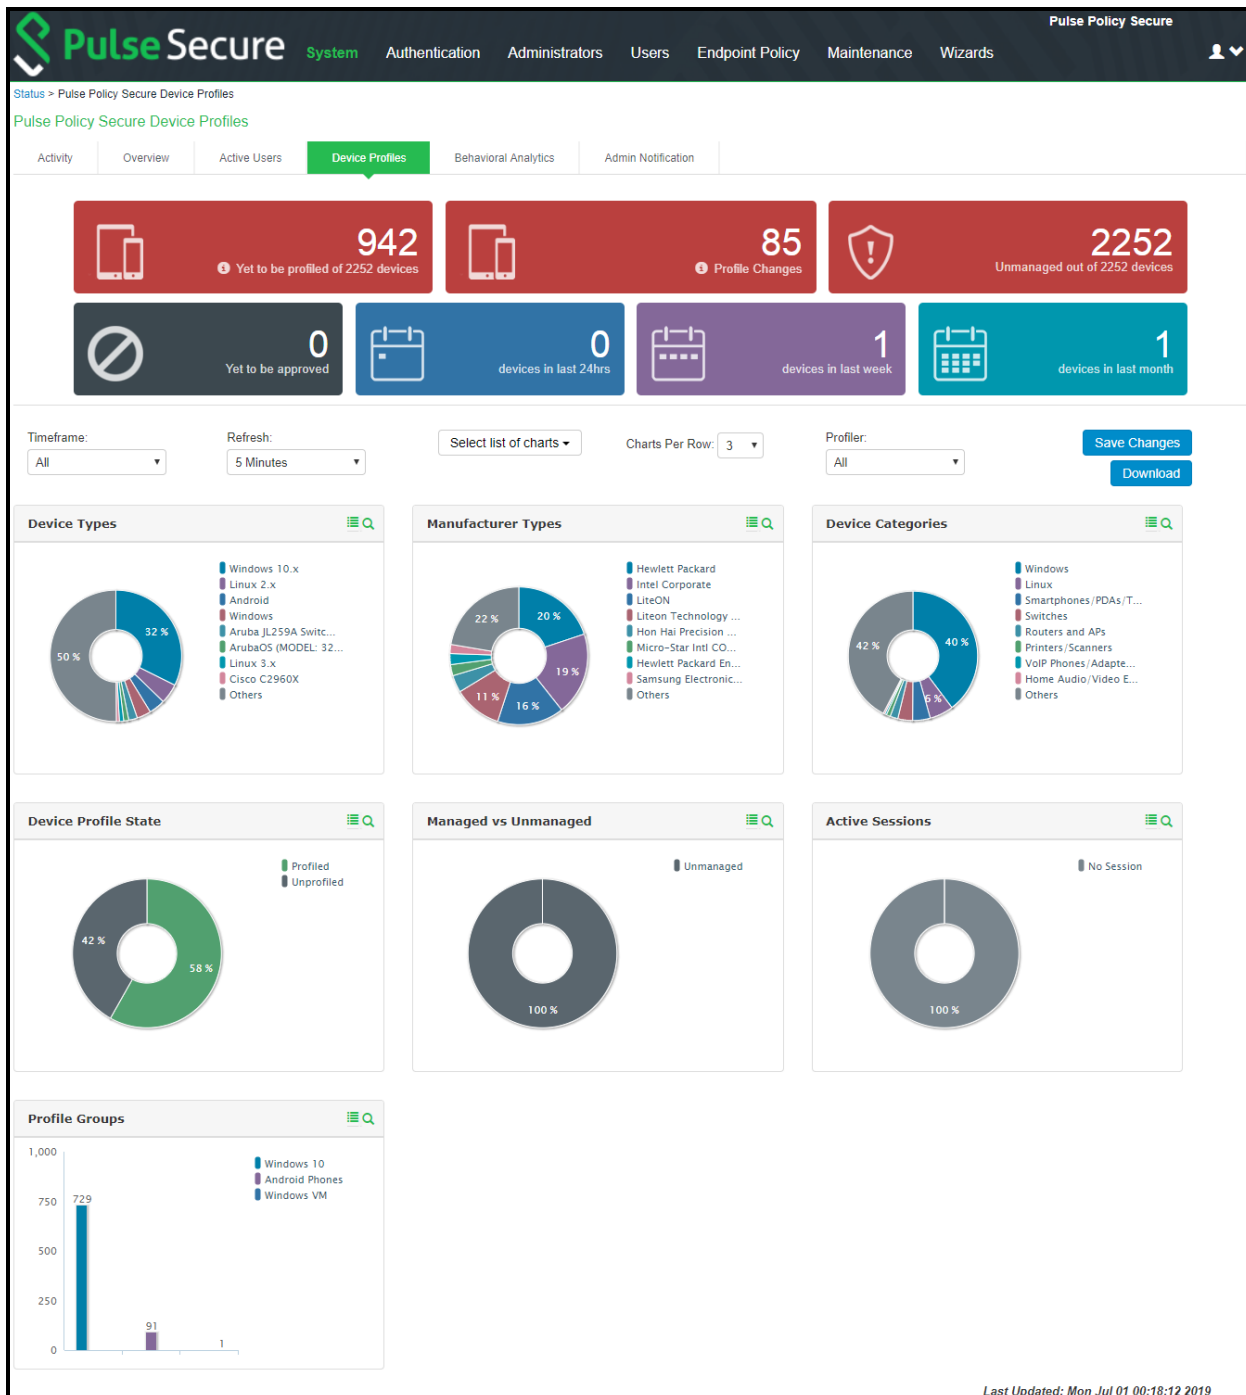 Pulse Policy Secure
Pulse Secure System Authentication Administrators Users Endpoint Policy Maintenance Wizards
Status > Pulse Policy Secure Device Profiles
Pulse Policy Secure Device Profiles
Activity Overview Active Users Device Profiles Behavioral Analytics Admin Notification
942
Yet to be profiled of 2252 devices
85
Profile Changes
2252
Unmanaged out of 2252 devices
0
Yet to be approved
0
devices in last 24hrs
1
devices in last week
1
devices in last month
Timeframe:
All
Refresh:
5 Minutes
Select list of charts
Charts Per Row: 3
Profiler:
All
Save Changes
Download
Device Types
Windows 10.x
Linux 2.x
Android
Windows
Aruba JL259A Switc...
ArubaOS (MODEL: 32...
Linux 3.x
Cisco C2960X
Others
32 %
50 %
Manufacturer Types
Hewlett Packard
Intel Corporate
LiteON
Liteon Technology ...
Hon Hai Precision ...
Micro-Star Intl CO...
Hewlett Packard En...
Samsung Electronic...
Others
22 %
20 %
19 %
11 %
16 %
Device Categories
Windows
Linux
Smartphones/PDAs/T...
Switches
Routers and APs
Printers/Scanners
VoIP Phones/Adapte...
Home Audio/Video E...
Others
42 %
40 %
6 %
Device Profile State
Profiled
Unprofiled
42 %
58 %
Managed vs Unmanaged
Unmanaged
100 %
Active Sessions
No Session
100 %
Profile Groups
1,000
750
500
250
0
729
91
1
Windows 10
Android Phones
Windows VM
Last Updated: Mon Jul 01 00:18:12 2019